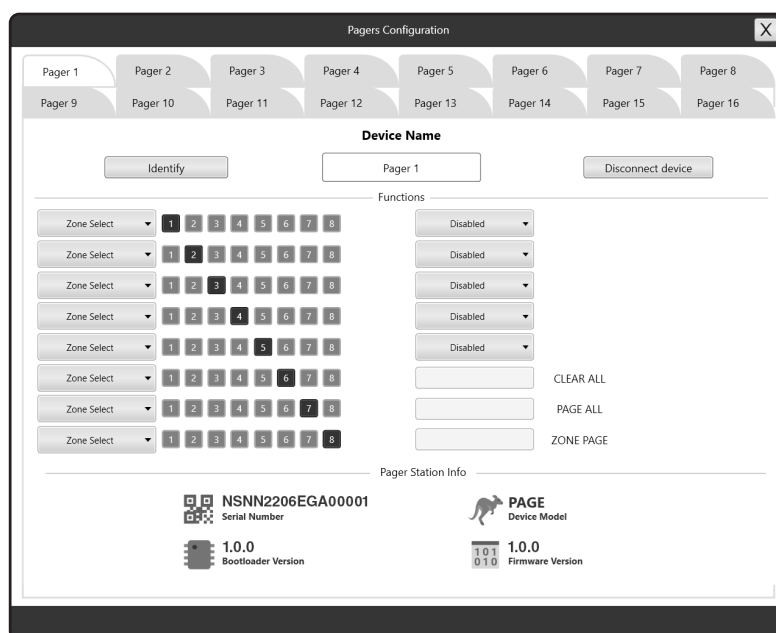 Pagers Configuration X
Pager 1 Pager 2 Pager 3 Pager 4 Pager 5 Pager 6 Pager 7 Pager 8
Pager 9 Pager 10 Pager 11 Pager 12 Pager 13 Pager 14 Pager 15 Pager 16
Device Name
Identify Pager 1 Disconnect device
Functions
Zone Select 1 2 3 4 5 6 7 8 Disabled
Zone Select 1 2 3 4 5 6 7 8 Disabled
Zone Select 1 2 3 4 5 6 7 8 Disabled
Zone Select 1 2 3 4 5 6 7 8 Disabled
Zone Select 1 2 3 4 5 6 7 8 Disabled
Zone Select 1 2 3 4 5 6 7 8 CLEAR ALL
Zone Select 1 2 3 4 5 6 7 8 PAGE ALL
Zone Select 1 2 3 4 5 6 7 8 ZONE PAGE
Pager Station Info
NSNN2206EGA00001 PAGE
Serial Number Device Model
1.0.0 101 1.0.0
Bootloader Version 010 Firmware Version